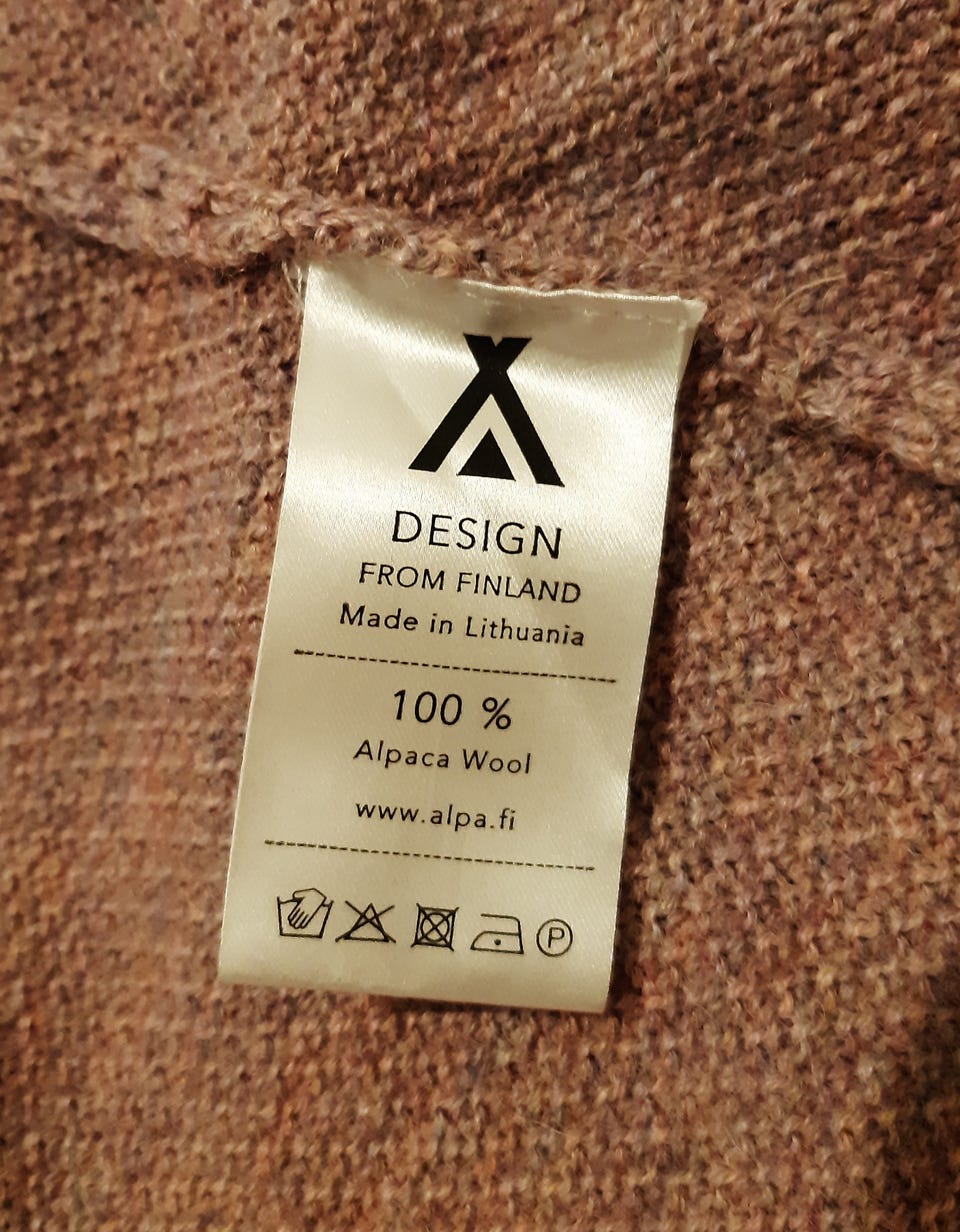 DESIGN
FROM FINLAND
Made in Lithuania
100 %
Alpaca Wool
www.alpa.fi
P